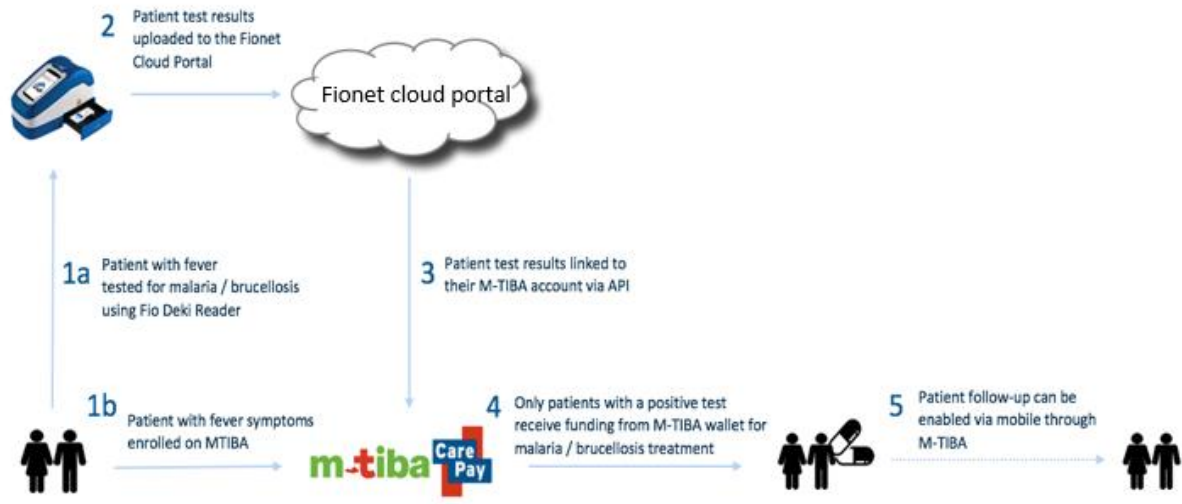 2
Patient test results
uploaded to the Fionet
Cloud Portal
Fionet cloud portal
1a
Patient with fever
tested for malaria / brucellosis
using Fio Deki Reader
3
Patient test results linked to
their M-TIBA account via API
1b
Patient with fever symptoms
enrolled on MTIBA
m-tiba
Care
Pay
4
Only patients with a positive test
receive funding from M-TIBA wallet for
malaria / brucellosis treatment
5
Patient follow-up can be
enabled via mobile through
M-TIBA